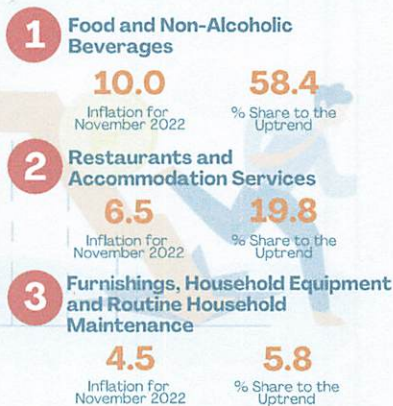 1
Food and Non-Alcoholic
Beverages
10.0 58.4
Inflation for % Share to the
November 2022 Uptrend
2
Restaurants and
Accommodation Services
6.5 19.8
Inflation for % Share to the
November 2022 Uptrend
3
Furnishings, Household Equipment
and Routine Household
Maintenance
4.5 5.8
Inflation for % Share to the
November 2022 Uptrend